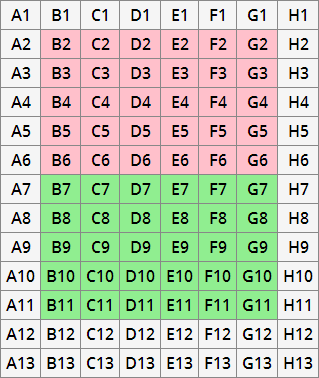 A1 B1 C1 D1 E1 F1 G1 H1
A2 B2 C2 D2 E2 F2 G2 H2
A3 B3 C3 D3 E3 F3 G3 H3
A4 B4 C4 D4 E4 F4 G4 H4
A5 B5 C5 D5 E5 F5 G5 H5
A6 B6 C6 D6 E6 F6 G6 H6
A7 B7 C7 D7 E7 F7 G7 H7
A8 B8 C8 D8 E8 F8 G8 H8
A9 B9 C9 D9 E9 F9 G9 H9
A10 B10 C10 D10 E10 F10 G10 H10
A11 B11 C11 D11 E11 F11 G11 H11
A12 B12 C12 D12 E12 F12 G12 H12
A13 B13 C13 D13 E13 F13 G13 H13